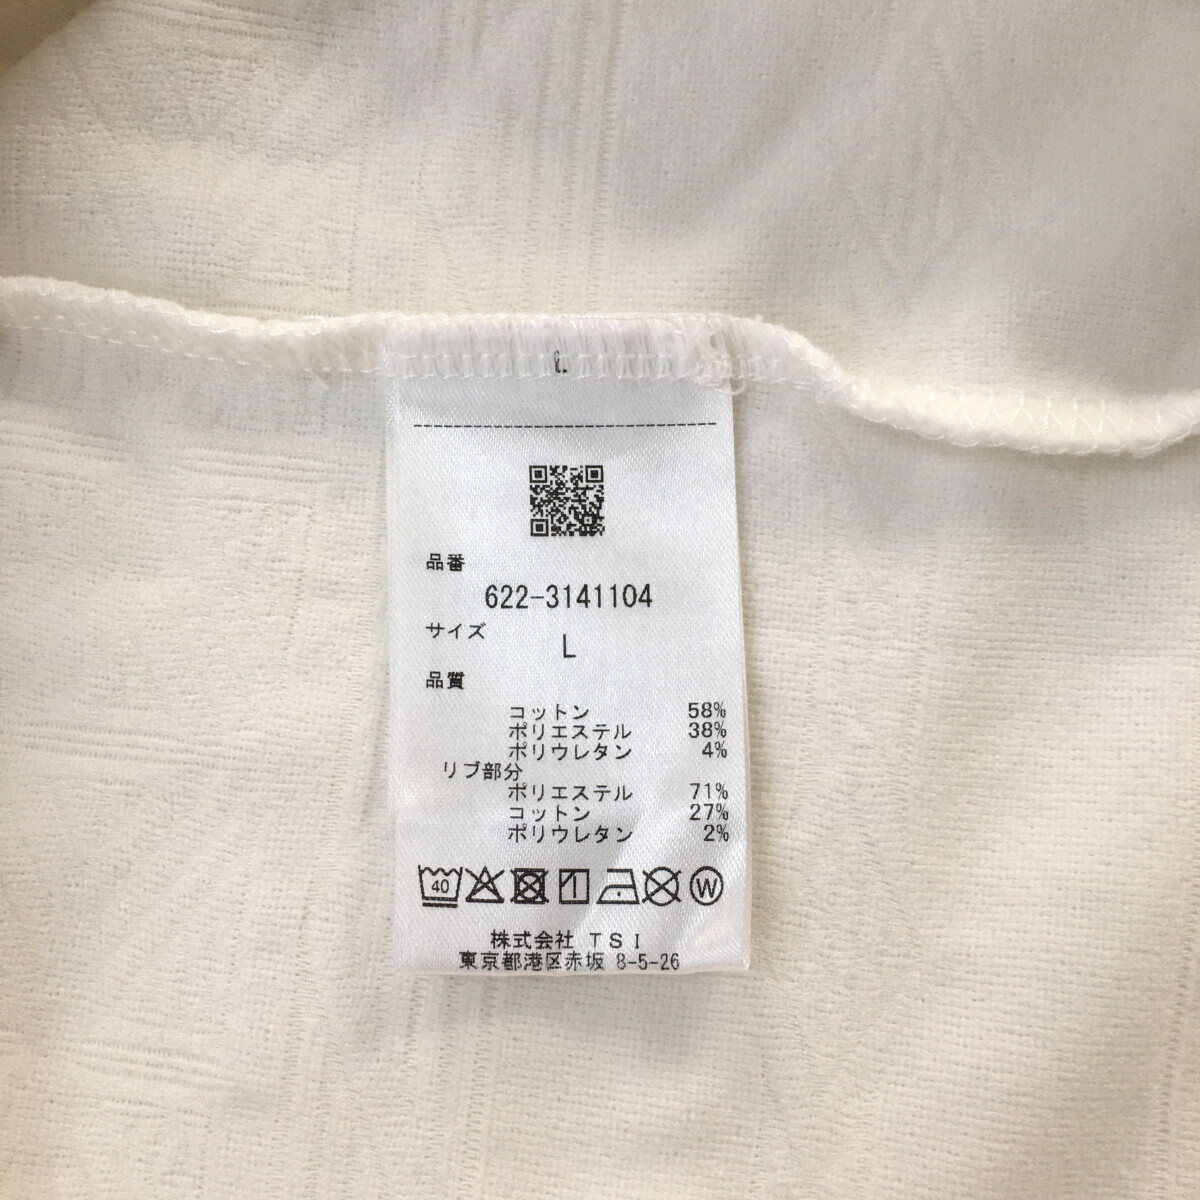 品番
622-3141104
サイズ
L
品質
コットン 58%
ポリエステル 38%
ポリウレタン 4%
リブ部分
ポリエステル 71%
コットン 27%
ポリウレタン 2%
40 W
株式会社 TSI
東京都港区赤坂 8-5-26